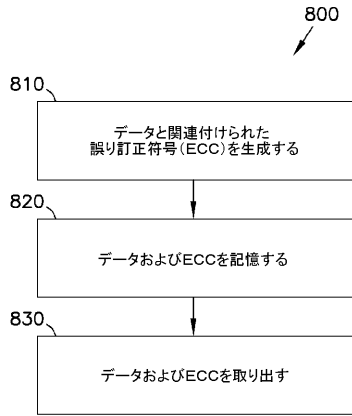 800
810
データと関連付けられた
誤り訂正符号(ECC)を生成する
820
データおよびECCを記憶する
830
データおよびECCを取り出す